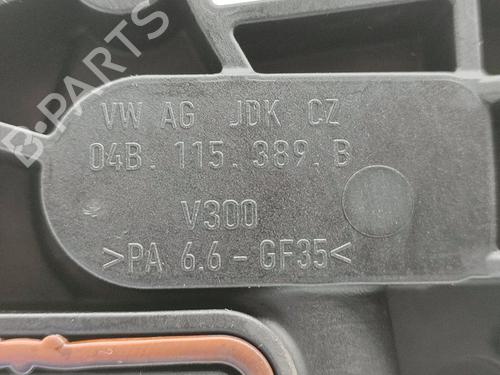 B-PARTS
VW AG JDK CZ
04B. 115. 389. B
V300
>PA 6.6-GF35<